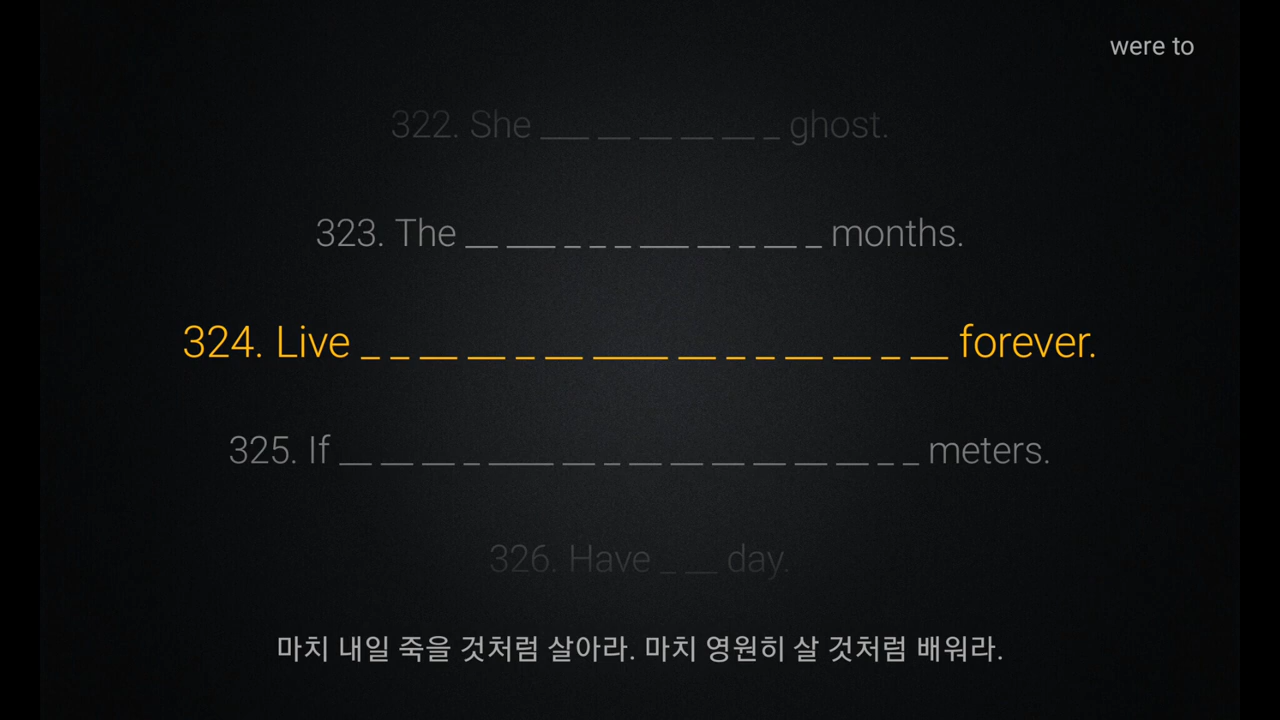 were to
322. She ___ __ __ __ __ _ ghost.
323. The __ ___ _ _ _ ___ __ _ __ _ months.
324. Live _ _ __ __ _ __ ____ __ _ _ __ __ _ __ forever.
325. If __ __ __ _ ____ __ _ __ __ __ __ __ __ _ _ meters.
326. Have _ __ day.
마치 내일 죽을 것처럼 살아라. 마치 영원히 살 것처럼 배워라.